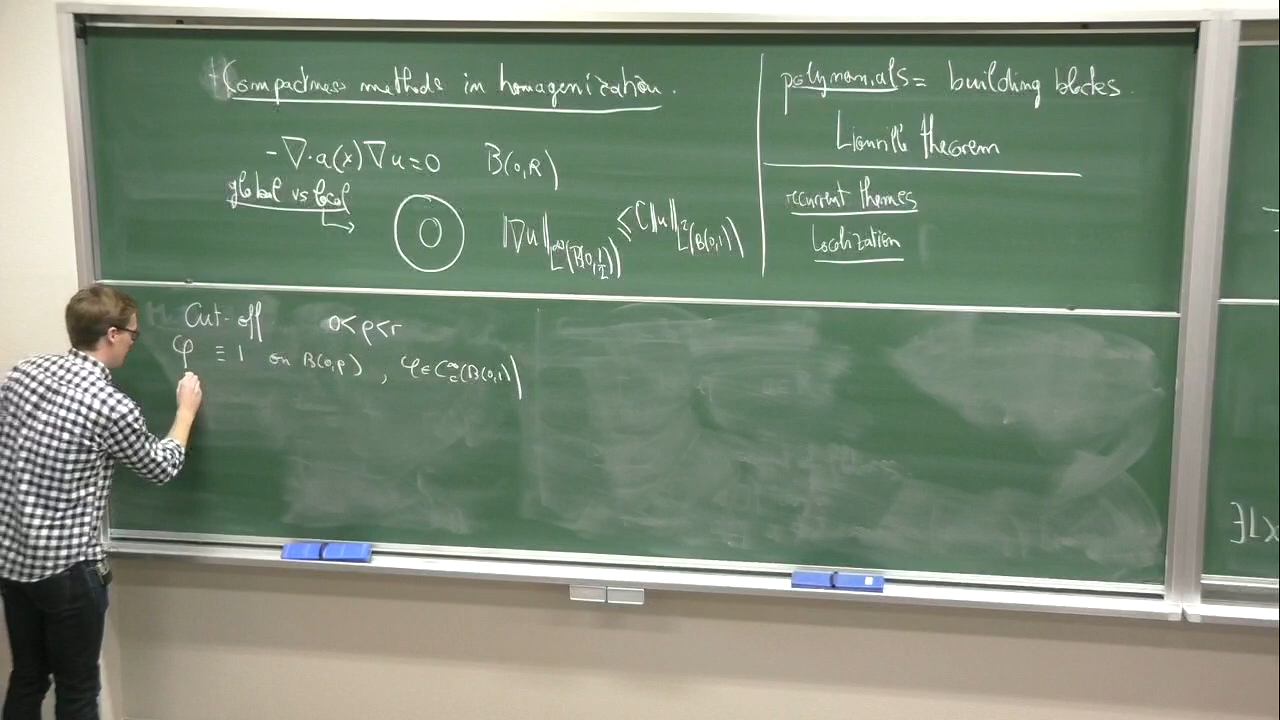 Compactness methods in homogenization.
-∇·a(x)∇u=0 B(0,R)
global vs local
‖∇u‖_{L^∞(B(0,1/2))} ≤ C‖u‖_{L²(B(0,1))}
polynomials = building blocks.
Liouville theorem
recurrent themes
Localization
Cut-off 0<ρ<r
φ ≡ 1 on B(0,ρ), φ∈C_c^∞(B(0,1))